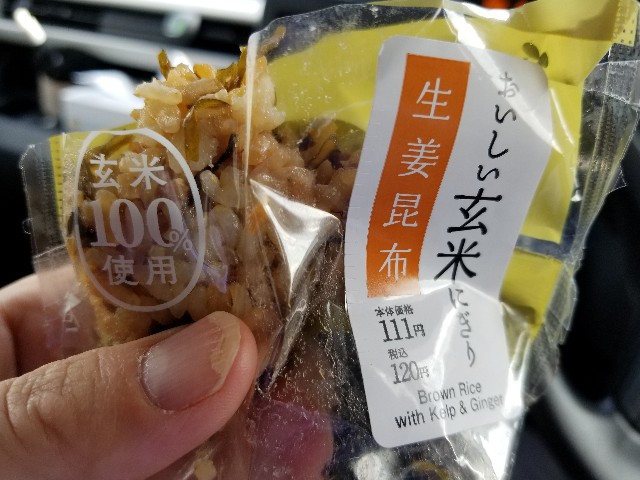 玄米
100%
使用
おいしい玄米にぎり
生姜昆布
本体価格
111円
税込
120円
Brown Rice
with Kelp & Ginger